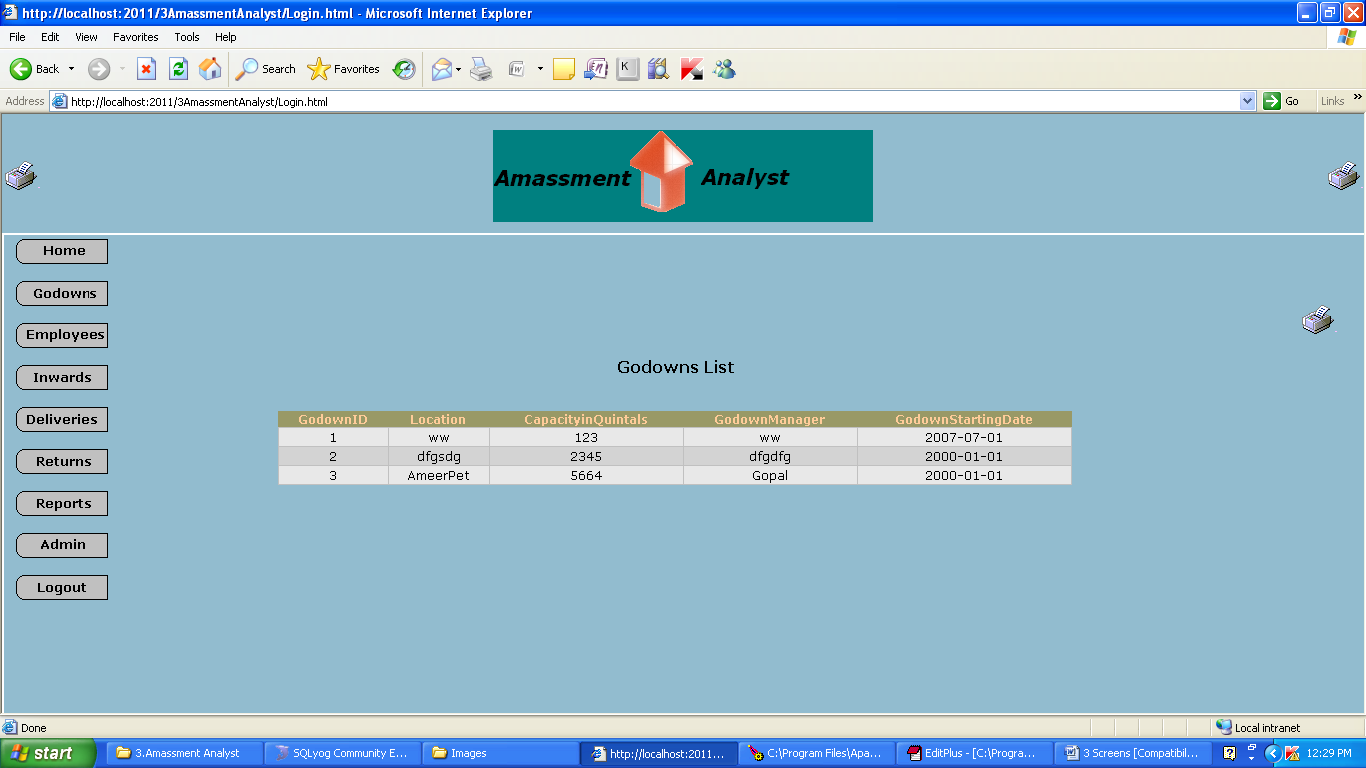 http://localhost:2011/3AmassmentAnalyst/Login.html - Microsoft Internet Explorer
File Edit View Favorites Tools Help
Back Search Favorites
Address http://localhost:2011/3AmassmentAnalyst/Login.html Go Links »
Amassment Analyst
Home
Godowns
Employees
Inwards
Deliveries
Returns
Reports
Admin
Logout
Godowns List
GodownID Location CapacityinQuintals GodownManager GodownStartingDate
1 ww 123 ww 2007-07-01
2 dfgsdg 2345 dfgdfg 2000-01-01
3 AmeerPet 5664 Gopal 2000-01-01
Done Local intranet
start 3.Amassment Analyst SQLyog Community E... Images http://localhost:2011... C:\Program Files\Apa... EditPlus - [C:\Progra... 3 Screens [Compatibil... 12:29 PM